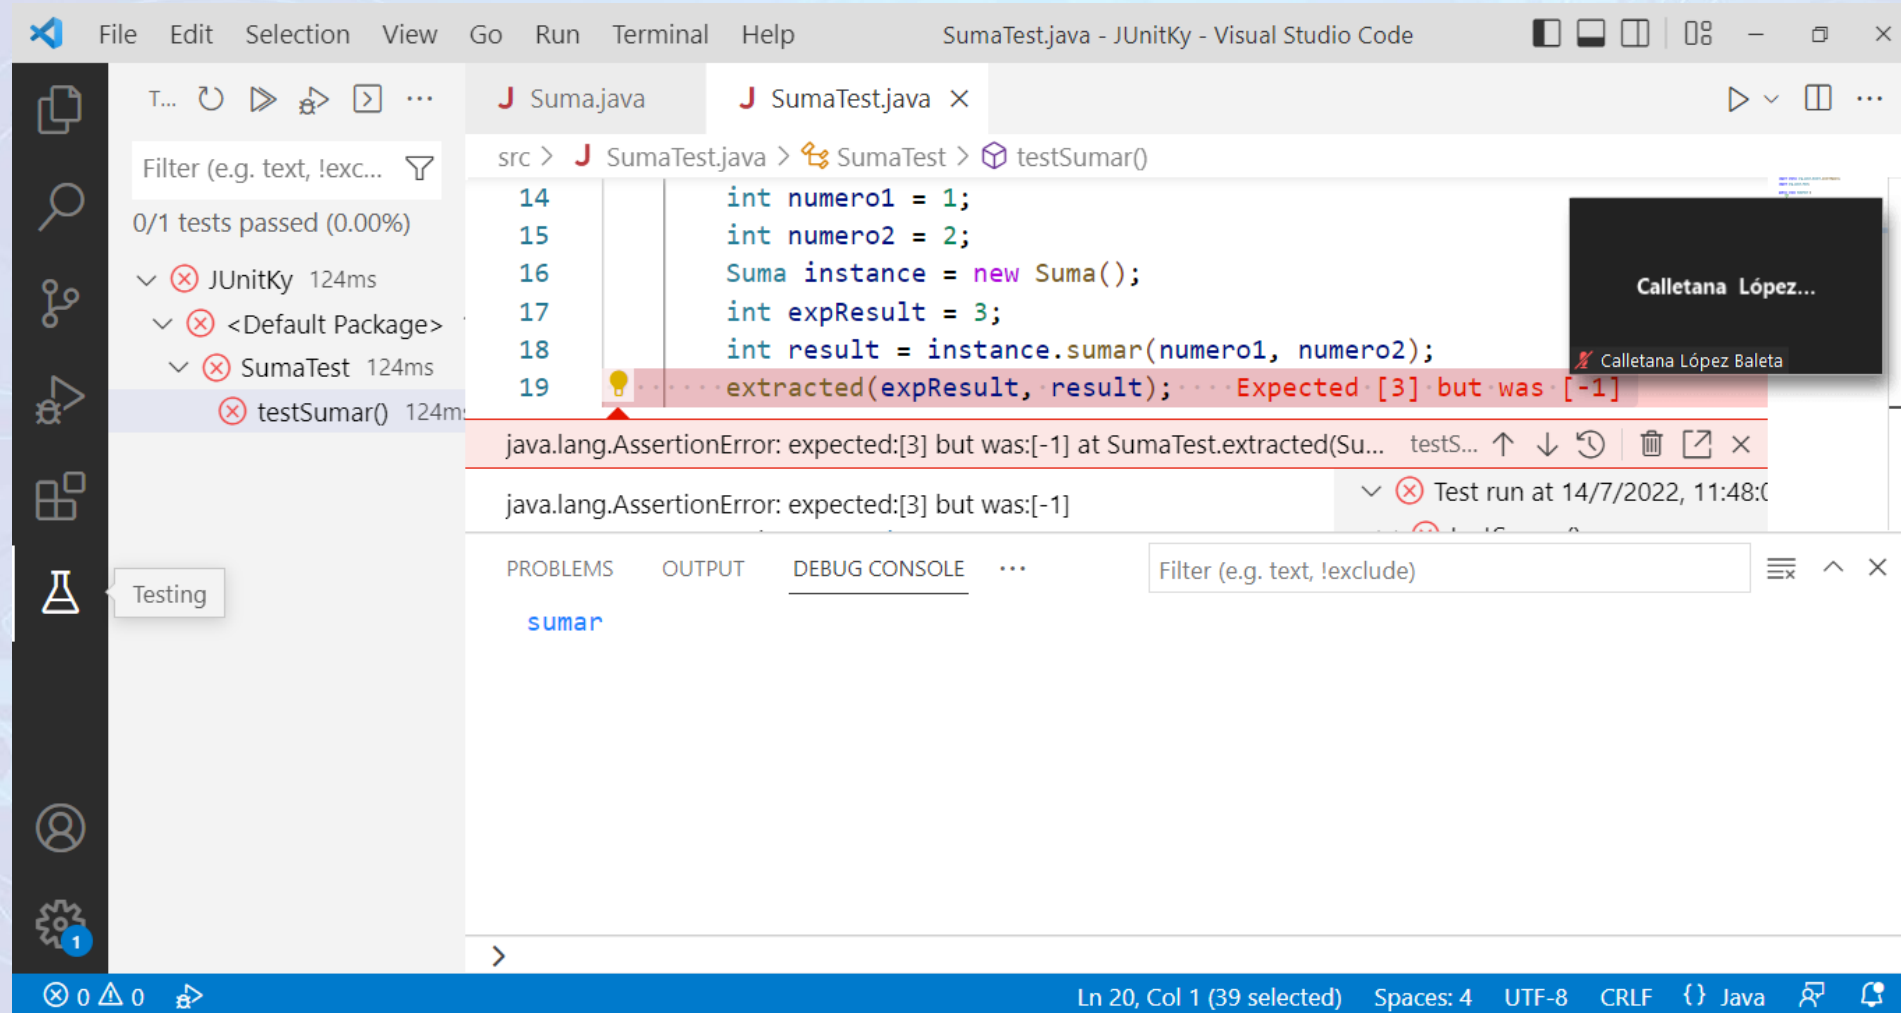 File Edit Selection View Go Run Terminal Help SumaTest.java - JUnitKy - Visual Studio Code
T...
Filter (e.g. text, !exc...
0/1 tests passed (0.00%)
JUnitKy 124ms
<Default Package>
SumaTest 124ms
testSumar() 124m
Testing
1
J Suma.java J SumaTest.java
src > J SumaTest.java > SumaTest > testSumar()
14 int numero1 = 1;
15 int numero2 = 2;
16 Suma instance = new Suma();
17 int expResult = 3;
18 int result = instance.sumar(numero1, numero2);
19 ······extracted(expResult,·result);····Expected·[3]·but·was·[-1]
Calletana López...
Calletana López Baleta
java.lang.AssertionError: expected:[3] but was:[-1] at SumaTest.extracted(Su... testS...
java.lang.AssertionError: expected:[3] but was:[-1]
Test run at 14/7/2022, 11:48:0
PROBLEMS OUTPUT DEBUG CONSOLE ···
Filter (e.g. text, !exclude)
sumar
>
0 0 Ln 20, Col 1 (39 selected) Spaces: 4 UTF-8 CRLF {} Java